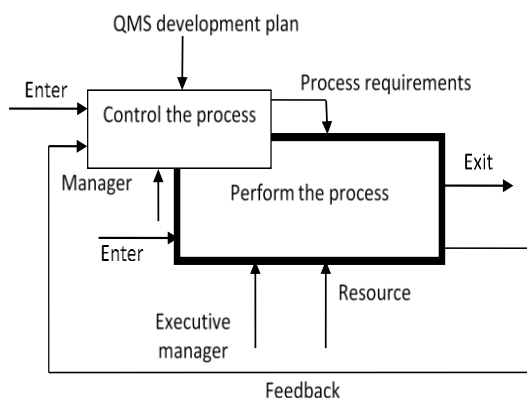 QMS development plan
Enter
Control the process
Process requirements
Manager
Perform the process
Exit
Enter
Resource
Executive
manager
Feedback